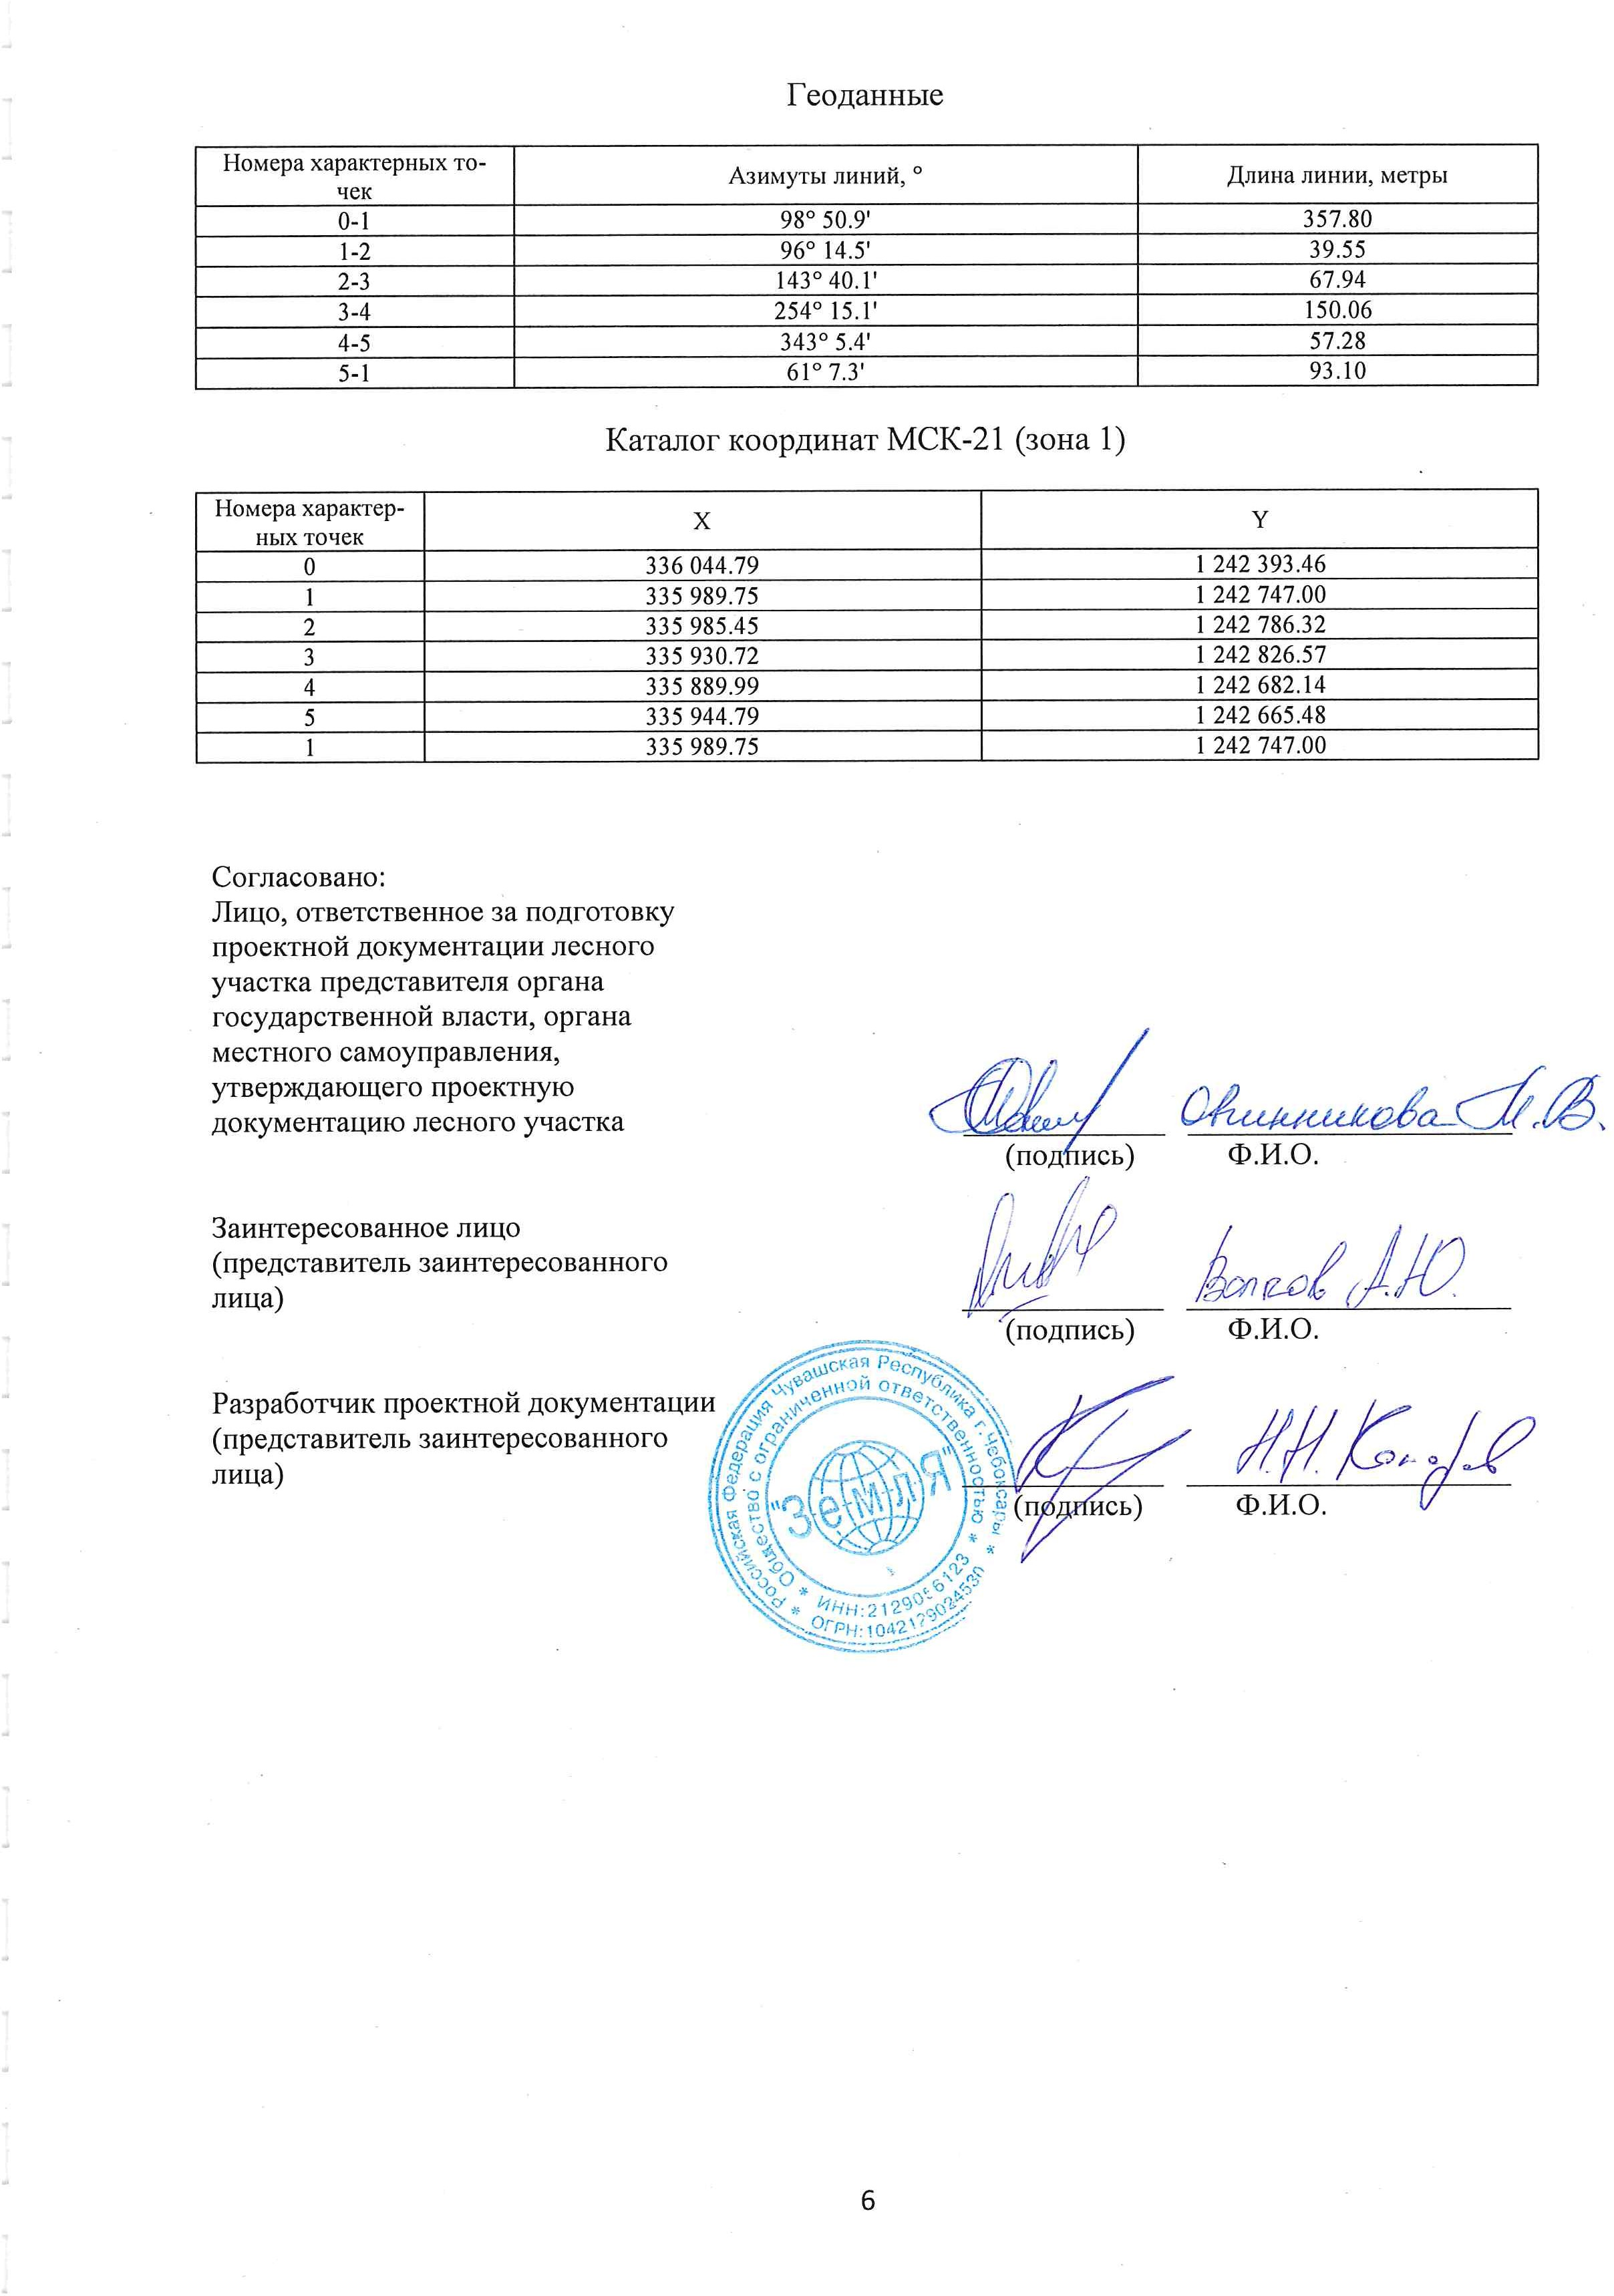 Геоданные
Номера характерных то-
чек
Азимуты линий, °
Длина линии, метры
0-1 98° 50.9' 357.80
1-2 96° 14.5' 39.55
2-3 143° 40.1' 67.94
3-4 254° 15.1' 150.06
4-5 343° 5.4' 57.28
5-1 61° 7.3' 93.10
Каталог координат МСК-21 (зона 1)
Номера характер-
ных точек
X
Y
0 336 044.79 1 242 393.46
1 335 989.75 1 242 747.00
2 335 985.45 1 242 786.32
3 335 930.72 1 242 826.57
4 335 889.99 1 242 682.14
5 335 944.79 1 242 665.48
1 335 989.75 1 242 747.00
Согласовано:
Лицо, ответственное за подготовку
проектной документации лесного
участка представителя органа
государственной власти, органа
местного самоуправления,
утверждающего проектную
документацию лесного участка
Овчинникова М.В.
(подпись) Ф.И.О.
Заинтересованное лицо
(представитель заинтересованного
лица)
Волков А.Ю.
(подпись) Ф.И.О.
Разработчик проектной документации
(представитель заинтересованного
лица)
Н.Н.
(подпись) Ф.И.О.
Российская Федерация Чувашская Республика г. Чебоксары *
Общество с ограниченной ответственностью *
"Земля"
* ИНН:2129056123
* ОГРН:1042129024530
6